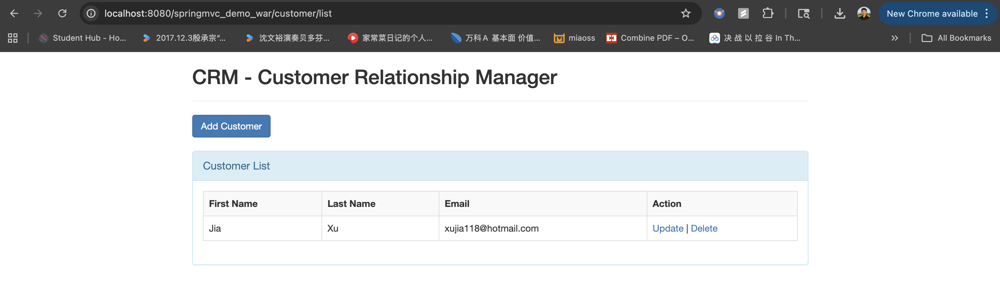 localhost:8080/springmvc_demo_war/customer/list
New Chrome available
Student Hub - Ho...
2017.12.3殷承宗“...
沈文裕演奏贝多芬...
家常菜日记的个人...
万科A 基本面 价值...
miaoss
Combine PDF – O...
决 战 以 拉 谷 In Th...
All Bookmarks
CRM - Customer Relationship Manager
Add Customer
Customer List
First Name Last Name Email Action
Jia Xu xujia118@hotmail.com Update | Delete